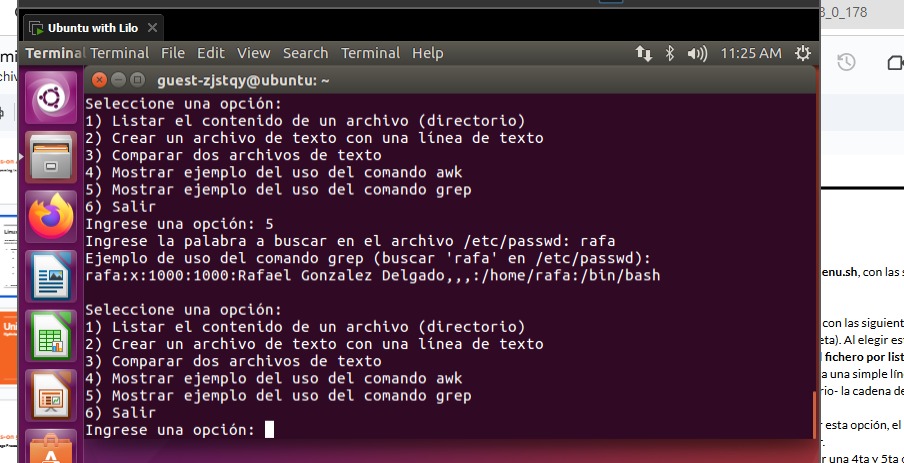 3_0_178
Ubuntu with Lilo
Terminal Terminal File Edit View Search Terminal Help 11:25 AM
guest-zjstqy@ubuntu: ~
Seleccione una opción:
1) Listar el contenido de un archivo (directorio)
2) Crear un archivo de texto con una línea de texto
3) Comparar dos archivos de texto
4) Mostrar ejemplo del uso del comando awk
5) Mostrar ejemplo del uso del comando grep
6) Salir
Ingrese una opción: 5
Ingrese la palabra a buscar en el archivo /etc/passwd: rafa
Ejemplo de uso del comando grep (buscar 'rafa' en /etc/passwd):
rafa:x:1000:1000:Rafael Gonzalez Delgado,,,:/home/rafa:/bin/bash
Seleccione una opción:
1) Listar el contenido de un archivo (directorio)
2) Crear un archivo de texto con una línea de texto
3) Comparar dos archivos de texto
4) Mostrar ejemplo del uso del comando awk
5) Mostrar ejemplo del uso del comando grep
6) Salir
Ingrese una opción:
enu.sh, con las s
con las siguient
eta). Al elegir es
fichero por list
a una simple lín
rio- la cadena de
r esta opción, el
r una 4ta y 5ta o